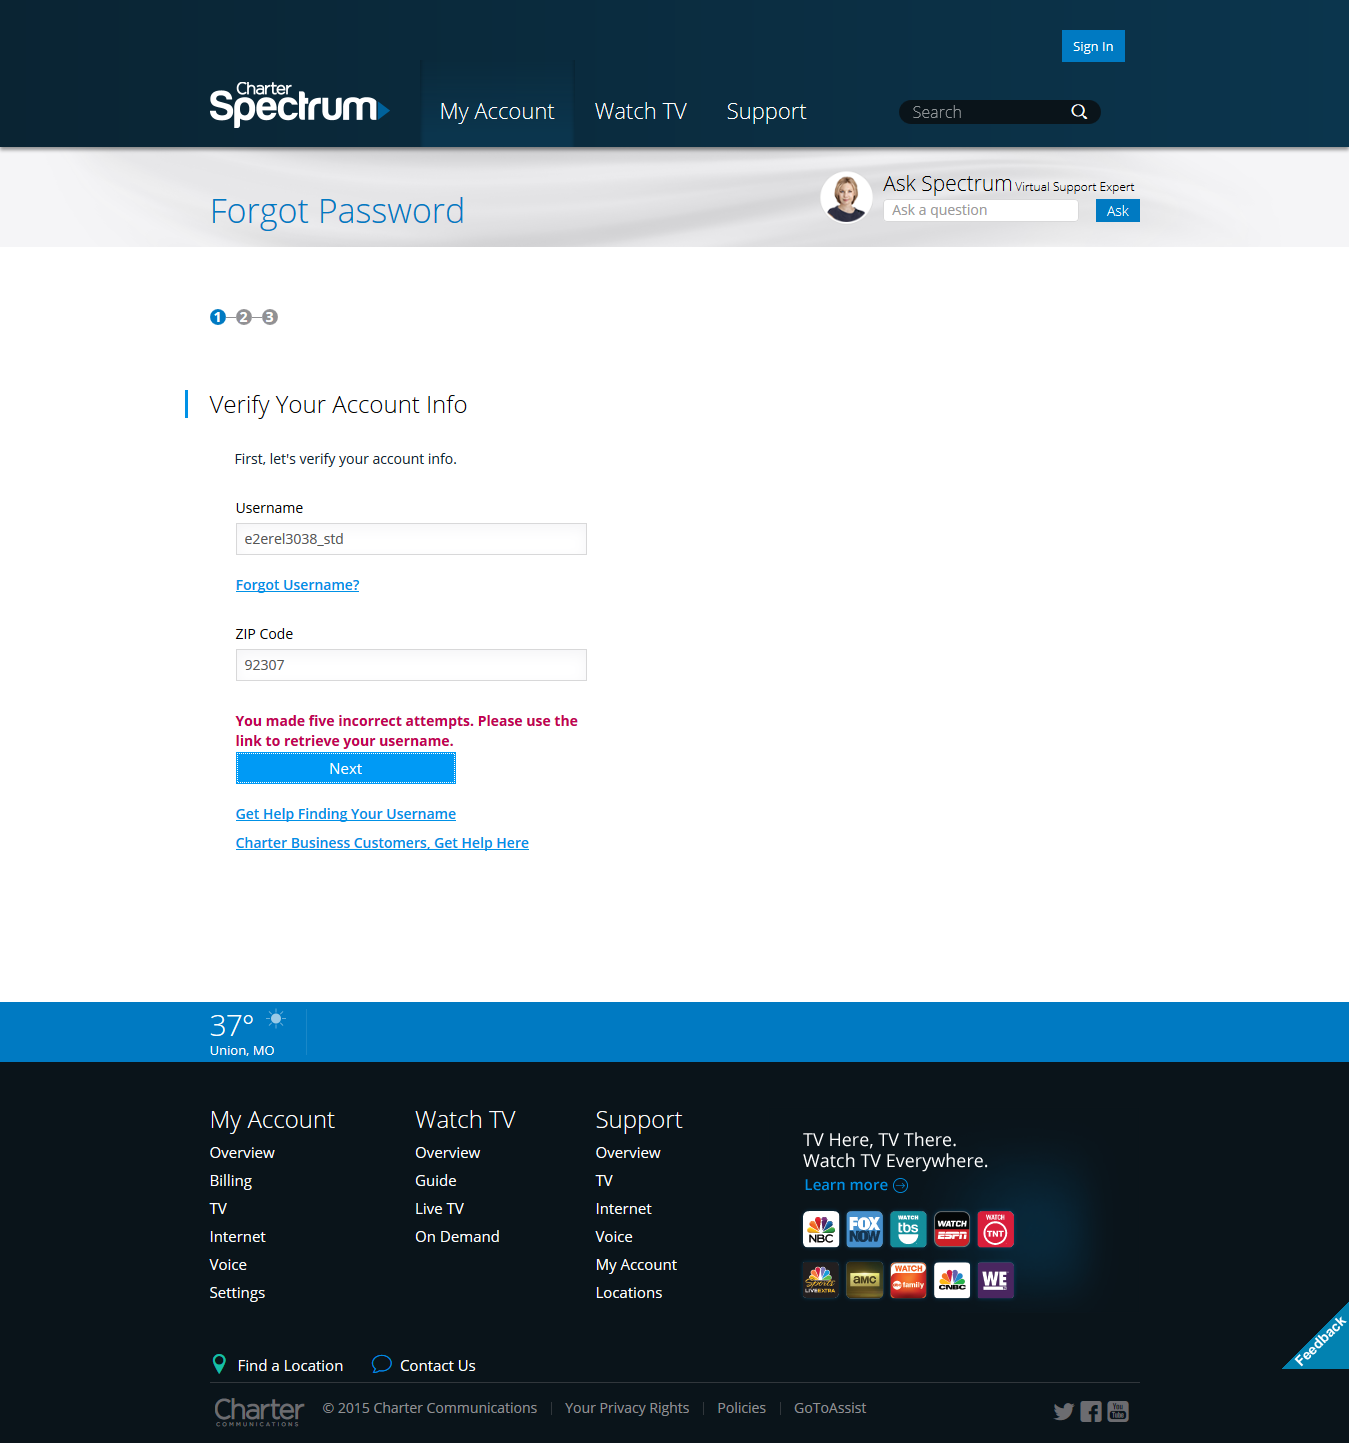 Sign In
Charter
Spectrum
My Account
Watch TV
Support
Search
Forgot Password
Ask Spectrum Virtual Support Expert
Ask a question
Ask
1 2 3
Verify Your Account Info
First, let's verify your account info.
Username
e2erel3038_std
Forgot Username?
ZIP Code
92307
You made five incorrect attempts. Please use the
link to retrieve your username.
Next
Get Help Finding Your Username
Charter Business Customers, Get Help Here
37°
Union, MO
My Account
Overview
Billing
TV
Internet
Voice
Settings
Watch TV
Overview
Guide
Live TV
On Demand
Support
Overview
TV
Internet
Voice
My Account
Locations
TV Here, TV There.
Watch TV Everywhere.
Learn more
NBC
FOX
NOW
WATCH
tbs
WATCH
ESPN
WATCH
TNT
Sports
LIVE EXTRA
amc
WATCH
abc family
CNBC
WE
Feedback
Find a Location
Contact Us
Charter
COMMUNICATIONS
© 2015 Charter Communications
Your Privacy Rights
Policies
GoToAssist
You
Tube